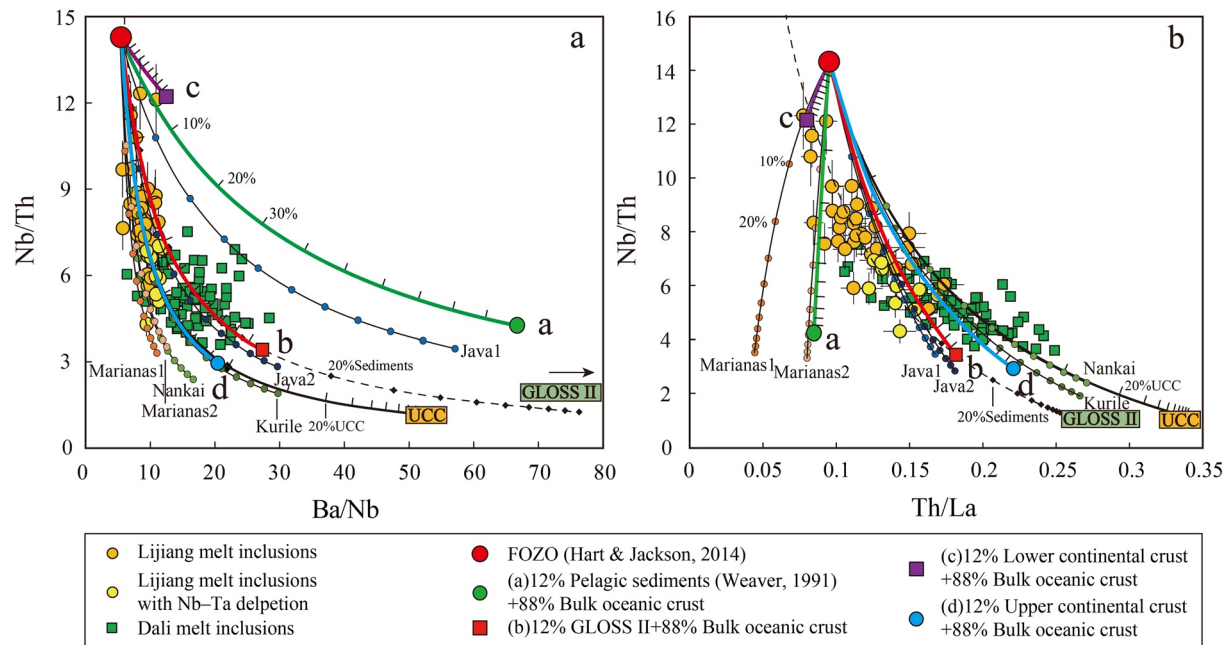 15
12
9
6
3
0
0
10
20
30
40
50
60
70
80
Nb/Th
Ba/Nb
a
c
10%
20%
30%
a
Java1
b
20%Sediments
Marianas1
Nankai
Marianas2
d
Java2
GLOSS II
UCC
Kurile
20%UCC
16
14
12
10
8
6
4
2
0
0
0.05
0.1
0.15
0.2
0.25
0.3
0.35
Nb/Th
Th/La
b
c
10%
20%
a
Marianas1
Marianas2
Java1
Java2
b
d
Nankai
20%UCC
Kurile
20%Sediments
GLOSS II
UCC
Lijiang melt inclusions
Lijiang melt inclusions
with Nb–Ta delpetion
Dali melt inclusions
FOZO (Hart & Jackson, 2014)
(a)12% Pelagic sediments (Weaver, 1991)
+88% Bulk oceanic crust
(b)12% GLOSS II+88% Bulk oceanic crust
(c)12% Lower continental crust
+88% Bulk oceanic crust
(d)12% Upper continental crust
+88% Bulk oceanic crust